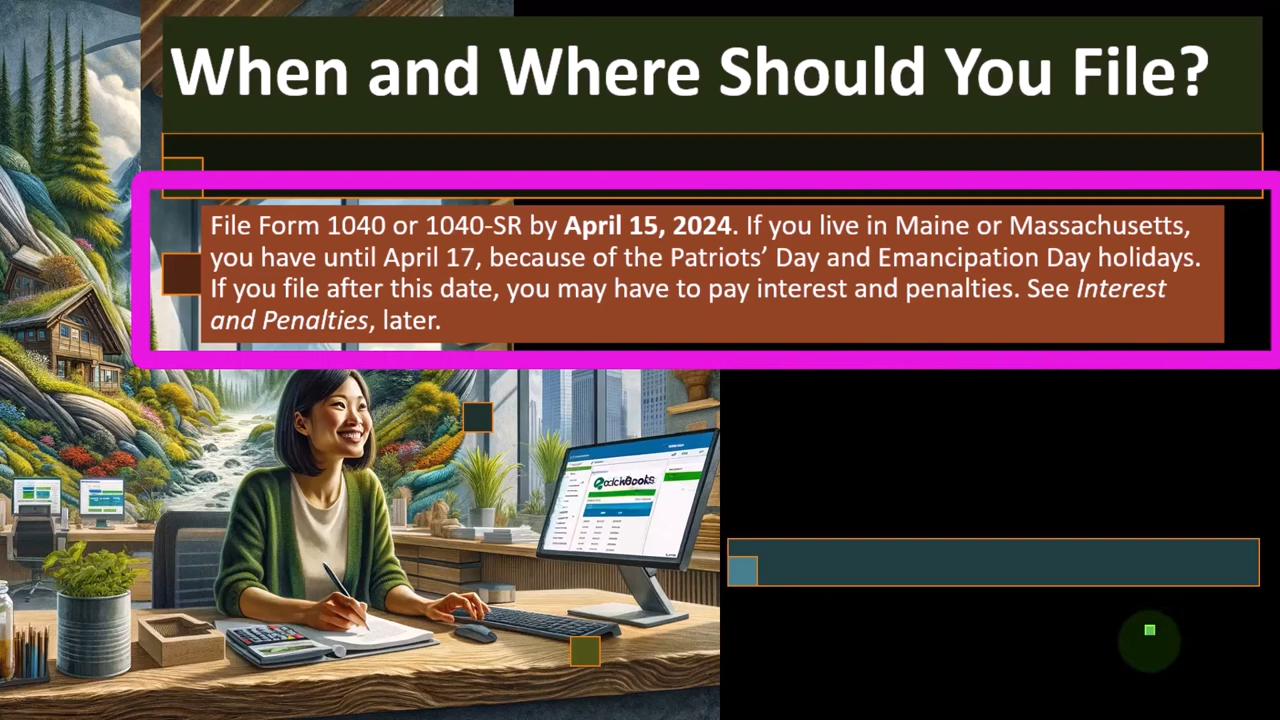 When and Where Should You File?
File Form 1040 or 1040-SR by April 15, 2024. If you live in Maine or Massachusetts,
you have until April 17, because of the Patriots’ Day and Emancipation Day holidays.
If you file after this date, you may have to pay interest and penalties. See Interest
and Penalties, later.